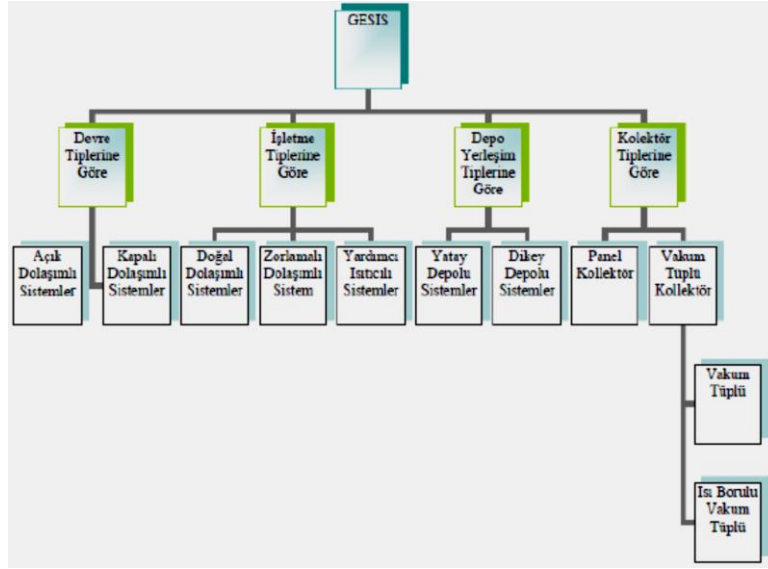 GESIS
Devre
Tiplerine
Göre
İşletme
Tiplerine
Göre
Depo
Yerleşim
Tiplerine
Göre
Kolektör
Tiplerine
Göre
Açık
Dolaşımlı
Sistemler
Kapalı
Dolaşımlı
Sistemler
Doğal
Dolaşımlı
Sistemler
Zorlamalı
Dolaşımlı
Sistem
Yardımcı
Isıtıcılı
Sistemler
Yatay
Depolu
Sistemler
Dikey
Depolu
Sistemler
Panel
Kollektör
Vakum
Tüplü
Kollektör
Vakum
Tüplü
Isı Borulu
Vakum
Tüplü